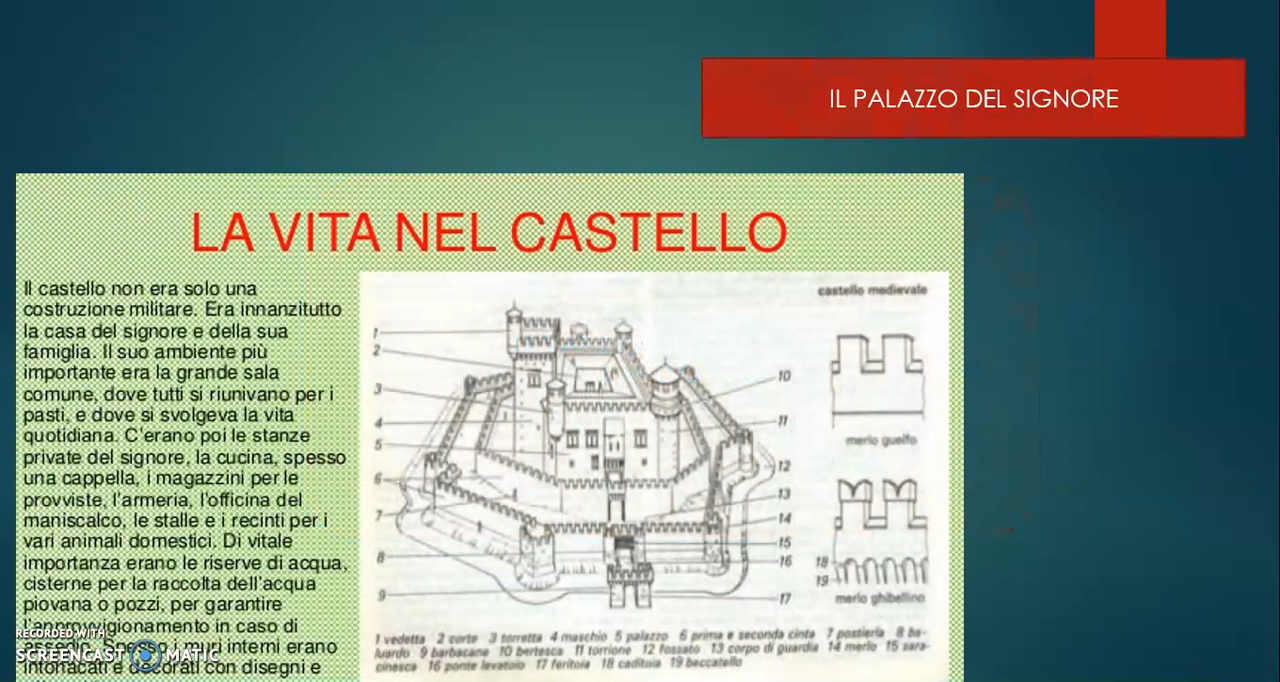 IL PALAZZO DEL SIGNORE
LA VITA NEL CASTELLO
Il castello non era solo una
costruzione militare. Era innanzitutto
la casa del signore e della sua
famiglia. Il suo ambiente più
importante era la grande sala
comune, dove tutti si riunivano per i
pasti, e dove si svolgeva la vita
quotidiana. C'erano poi le stanze
private del signore, la cucina, spesso
una cappella, i magazzini per le
provviste, l'armeria, l'officina del
maniscalco, le stalle e i recinti per i
vari animali domestici. Di vitale
importanza erano le riserve di acqua,
cisterne per la raccolta dell'acqua
piovana o pozzi, per garantire
l'approvvigionamento in caso di
interni erano
intonacati e decorati con disegni e
castello medievale
1
2
3
4
5
6
7
8
9
10
11
12
13
14
15
16
17
merlo guelfo
18
19
merlo ghibellino
1 vedetta 2 corte 3 torretta 4 maschio 5 palazzo 6 prima e seconda cinta 7 postierla 8 ba-
luardo 9 barbacane 10 bertesca 11 torrione 12 fossato 13 corpo di guardia 14 merlo 15 sara-
cinesca 16 ponte levatoio 17 feritoia 18 caditoia 19 beccatello
RECORDED WITH
SCREENCAST MATIC